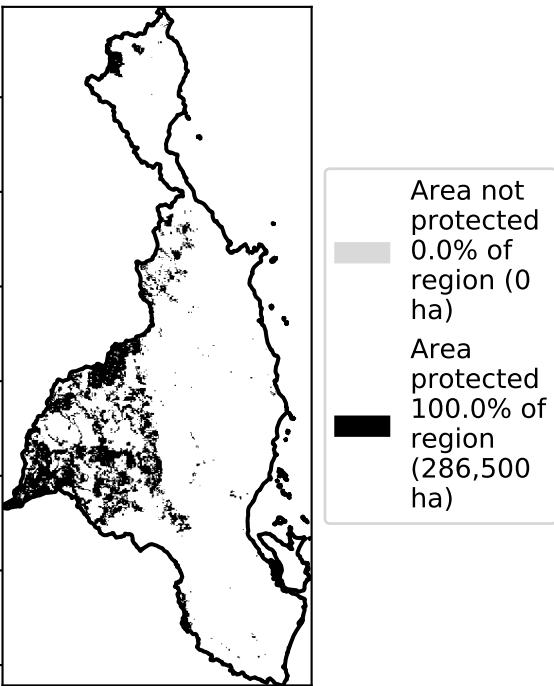 Area not
protected
0.0% of
region (0
ha)
Area
protected
100.0% of
region
(286,500
ha)